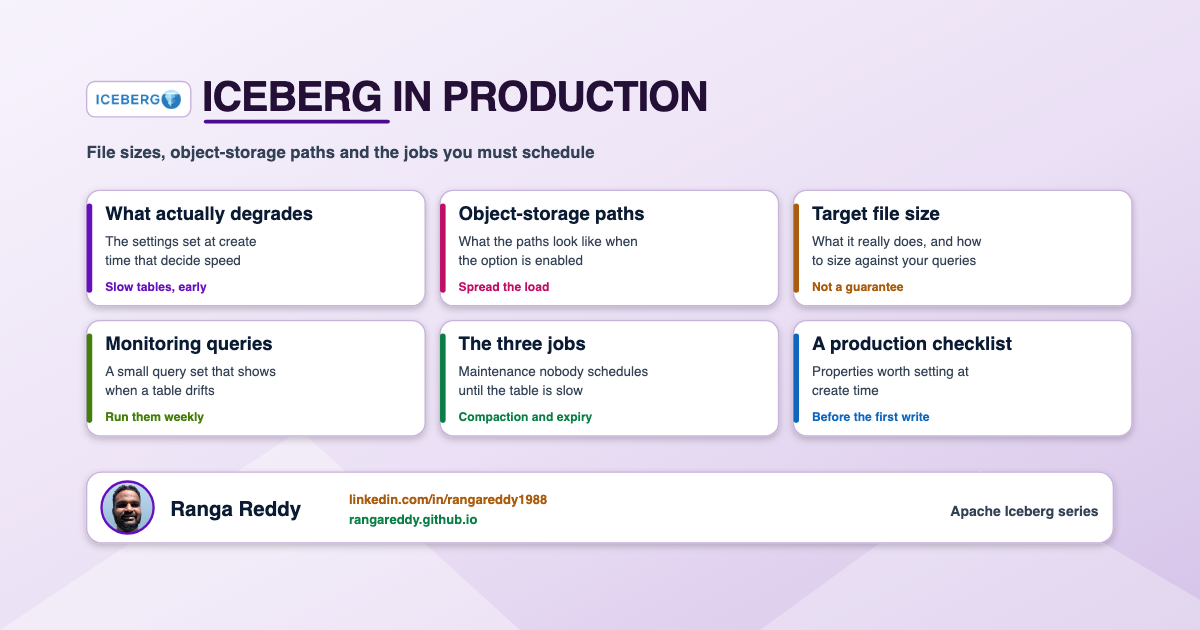 ICEBERG
ICEBERG IN PRODUCTION
File sizes, object-storage paths and the jobs you must schedule
What actually degrades
The settings set at create
time that decide speed
Slow tables, early
Object-storage paths
What the paths look like when
the option is enabled
Spread the load
Target file size
What it really does, and how
to size against your queries
Not a guarantee
Monitoring queries
A small query set that shows
when a table drifts
Run them weekly
The three jobs
Maintenance nobody schedules
until the table is slow
Compaction and expiry
A production checklist
Properties worth setting at
create time
Before the first write
Ranga Reddy
linkedin.com/in/rangareddy1988
rangareddy.github.io
Apache Iceberg series